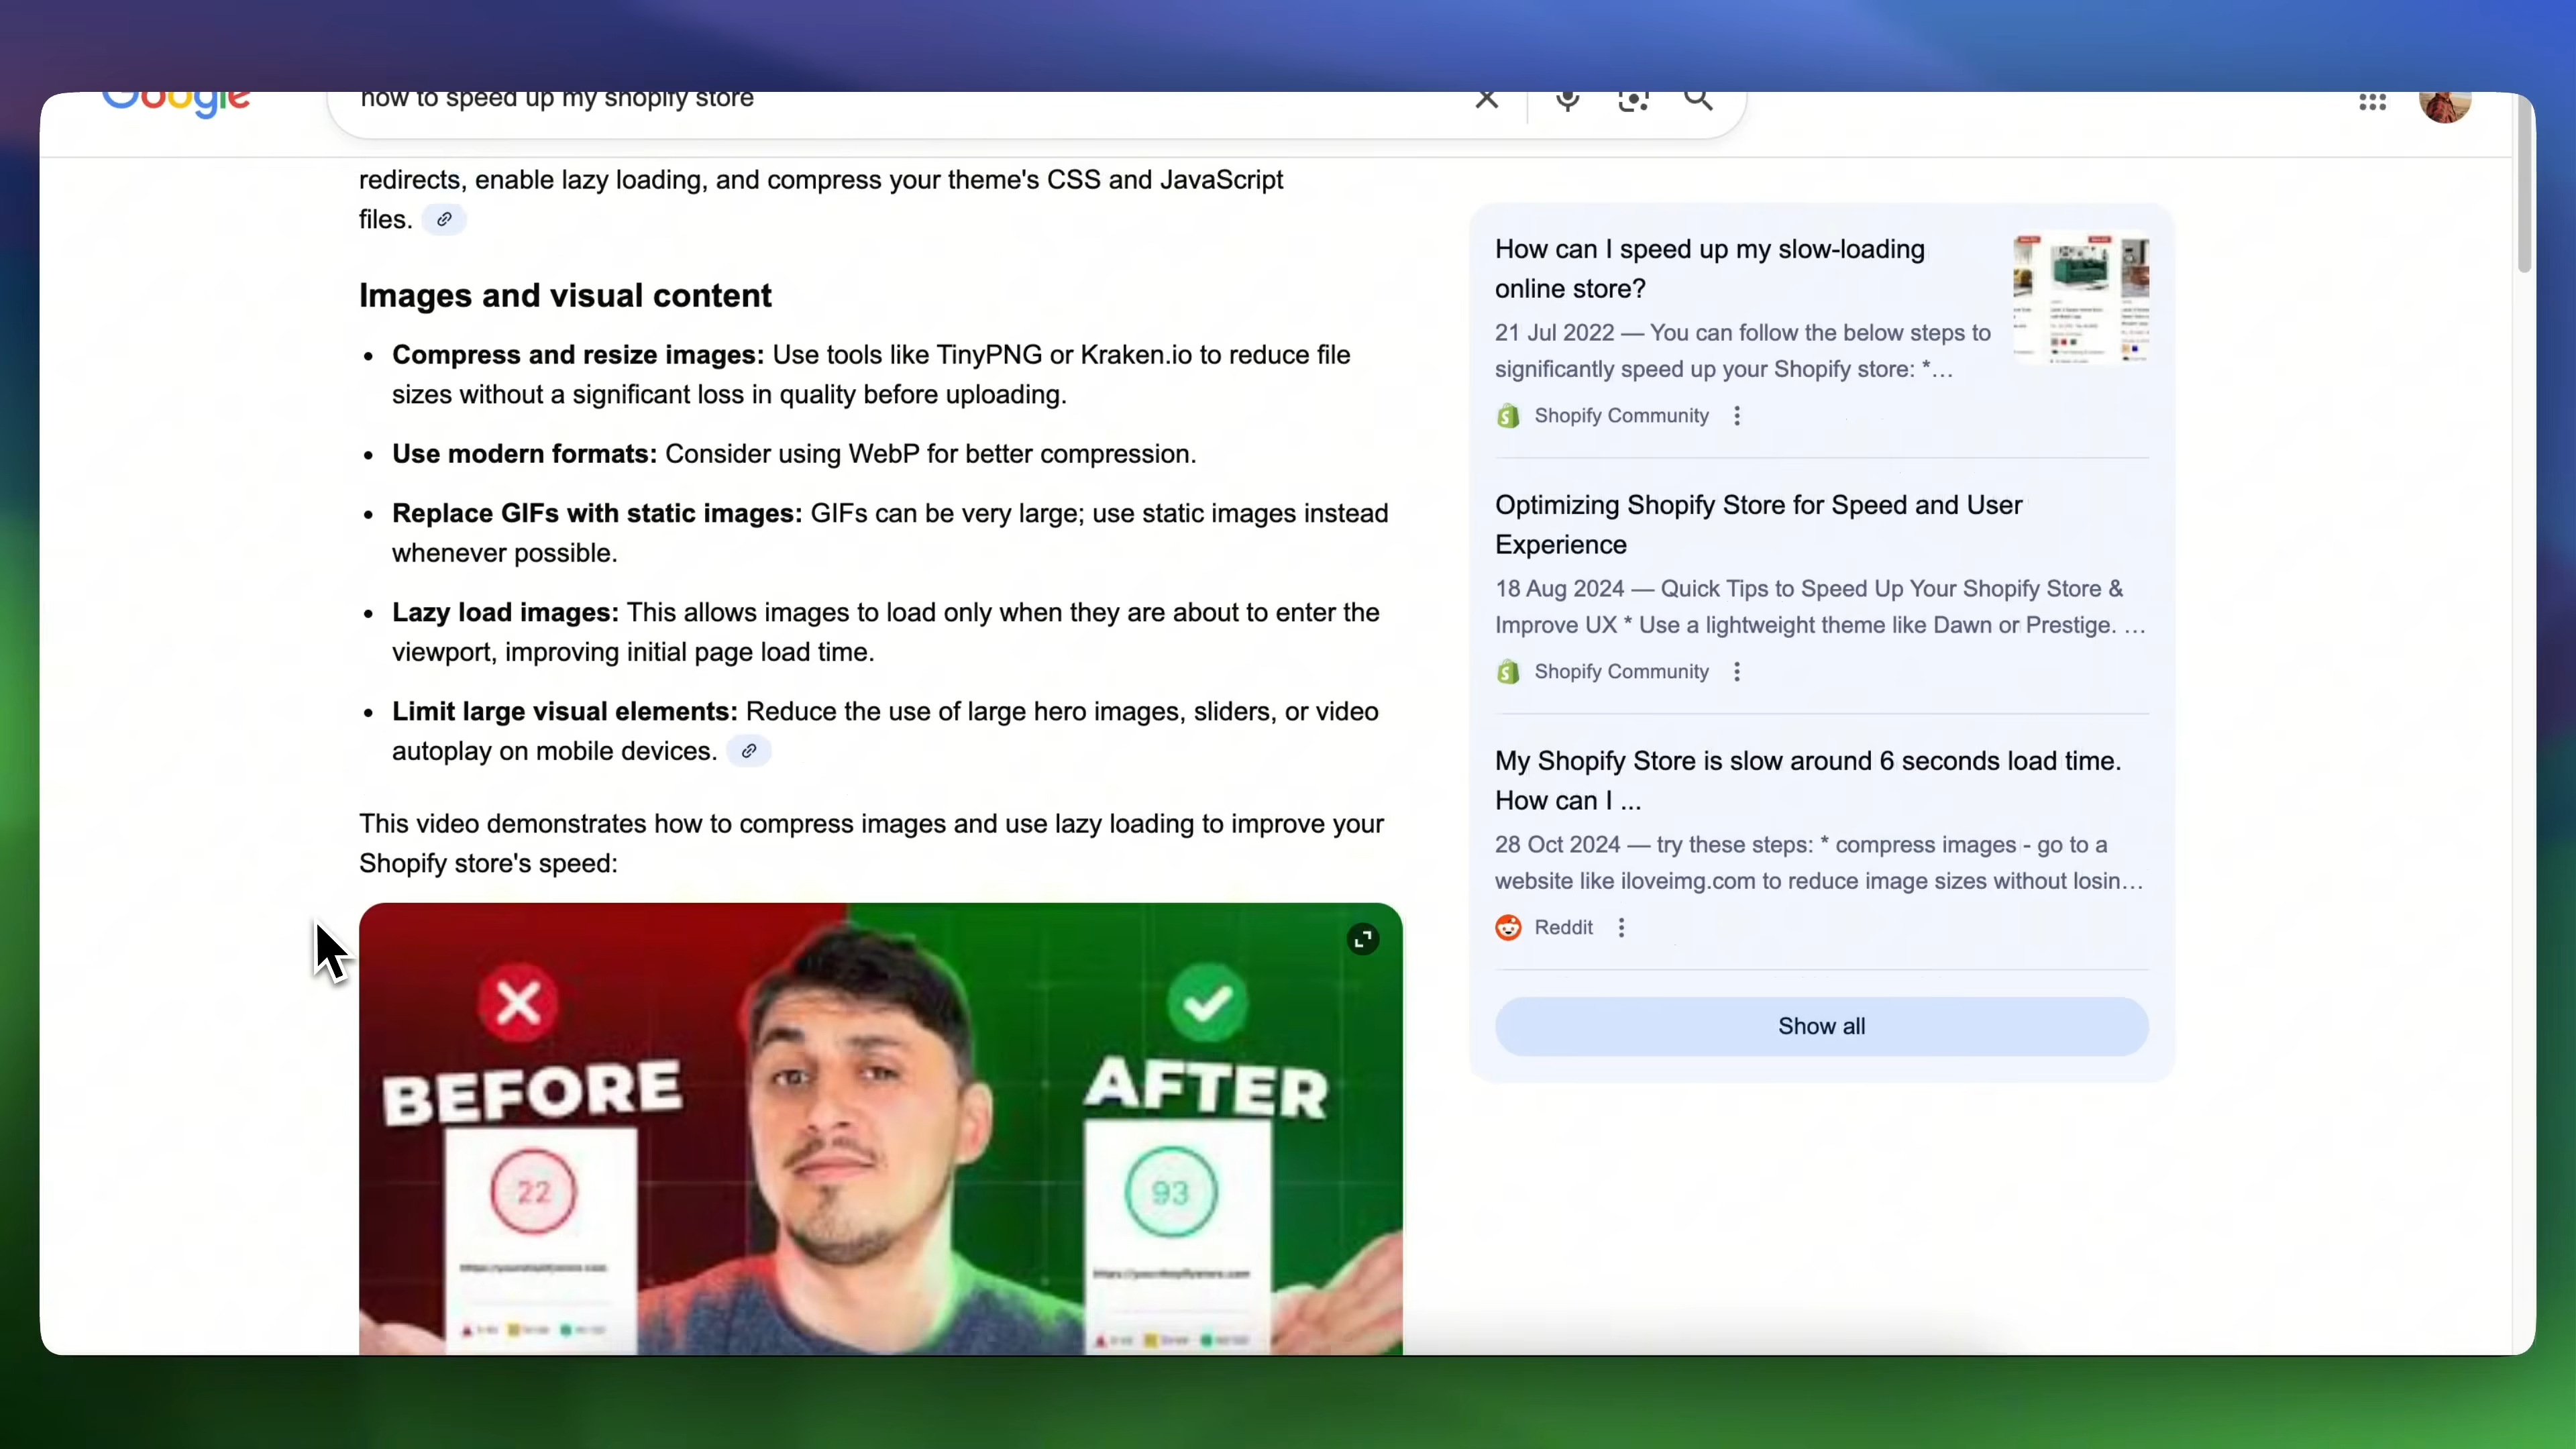 Google
how to speed up my shopify store
redirects, enable lazy loading, and compress your theme's CSS and JavaScript
files.
Images and visual content
• Compress and resize images: Use tools like TinyPNG or Kraken.io to reduce file
sizes without a significant loss in quality before uploading.
• Use modern formats: Consider using WebP for better compression.
• Replace GIFs with static images: GIFs can be very large; use static images instead
whenever possible.
• Lazy load images: This allows images to load only when they are about to enter the
viewport, improving initial page load time.
• Limit large visual elements: Reduce the use of large hero images, sliders, or video
autoplay on mobile devices.
This video demonstrates how to compress images and use lazy loading to improve your
Shopify store's speed:
BEFORE
22
AFTER
93
How can I speed up my slow-loading
online store?
21 Jul 2022 — You can follow the below steps to
significantly speed up your Shopify store: *…
Shopify Community
Optimizing Shopify Store for Speed and User
Experience
18 Aug 2024 — Quick Tips to Speed Up Your Shopify Store &
Improve UX * Use a lightweight theme like Dawn or Prestige. …
Shopify Community
My Shopify Store is slow around 6 seconds load time.
How can I ...
28 Oct 2024 — try these steps: * compress images - go to a
website like iloveimg.com to reduce image sizes without losin…
Reddit
Show all